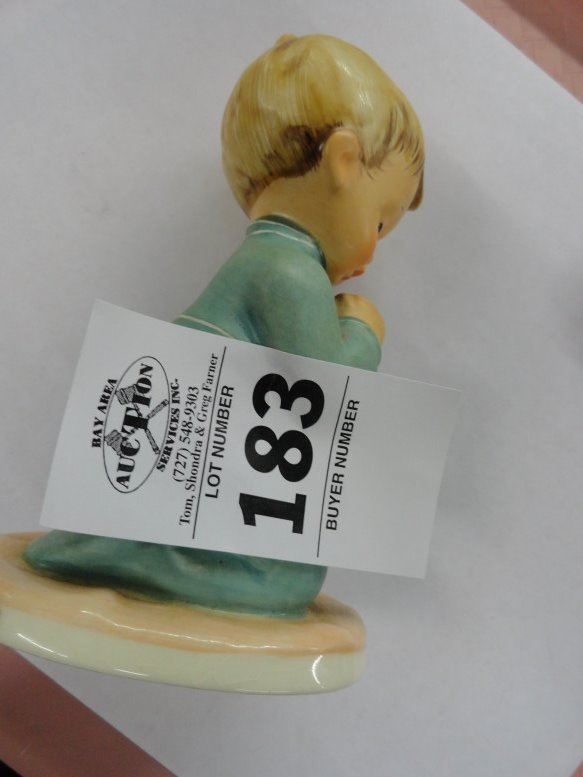 BAY AREA
AUCTION
SERVICES INC.
(727) 548-9303
Tom, Shondra & Greg Farner
LOT NUMBER
183
BUYER NUMBER